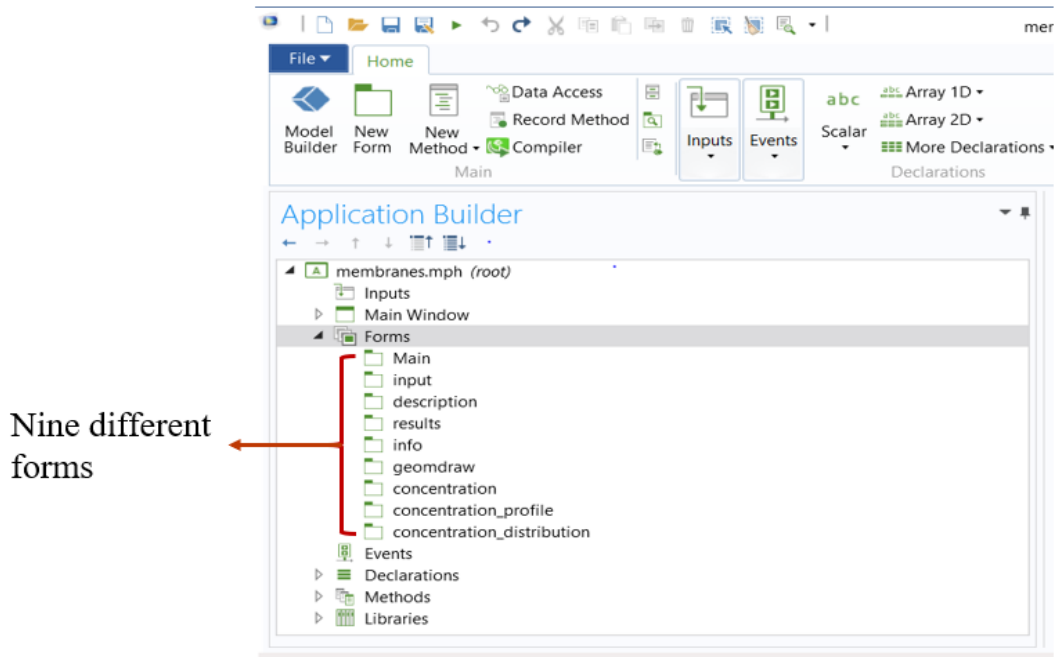 mer
File
Home
Model Builder
New Form
New Method
Data Access
Record Method
Compiler
Main
Inputs
Events
abc
Scalar
abc Array 1D
abc Array 2D
More Declarations
Declarations
Application Builder
A membranes.mph (root)
Inputs
Main Window
Forms
Main
input
description
results
info
geomdraw
concentration
concentration_profile
concentration_distribution
Events
Declarations
Methods
Libraries
Nine different
forms